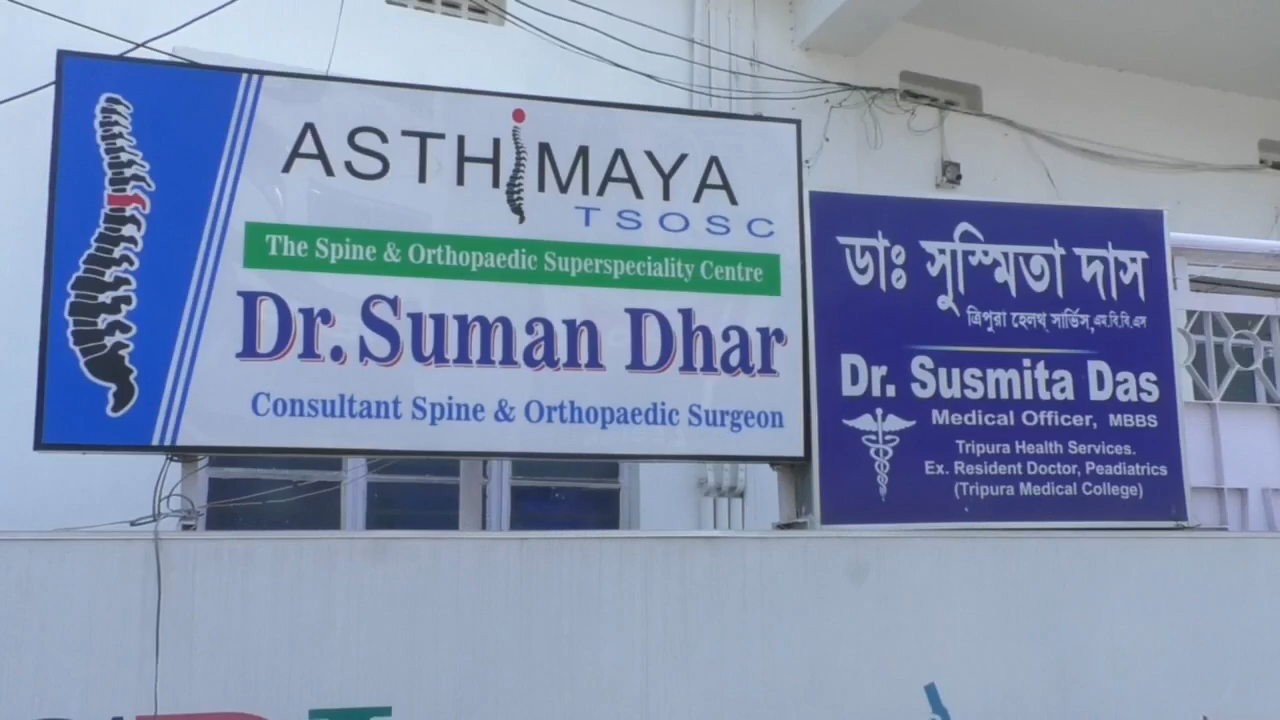 ASTHiMAYA
TSOSC
The Spine & Orthopaedic Superspeciality Centre
Dr. Suman Dhar
Consultant Spine & Orthopaedic Surgeon
ডাঃ সুস্মিতা দাস
ত্রিপুরা হেলথ্ সার্ভিস, এম.বি.বি.এস
Dr. Susmita Das
Medical Officer, MBBS
Tripura Health Services.
Ex. Resident Doctor, Peadiatrics
(Tripura Medical College)